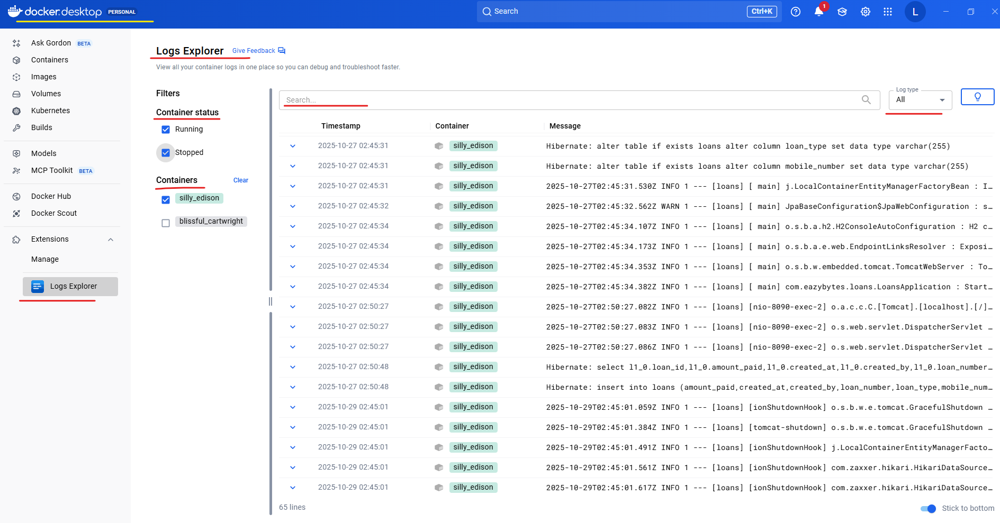 docker.desktop PERSONAL
Search Ctrl+K
1
L
Ask Gordon BETA
Containers
Images
Volumes
Kubernetes
Builds
Models
MCP Toolkit BETA
Docker Hub
Docker Scout
Extensions
Manage
Logs Explorer
Logs Explorer Give Feedback
View all your container logs in one place so you can debug and troubleshoot faster.
Filters
Container status
Running
Stopped
Containers Clear
silly_edison
blissful_cartwright
Search...
Log type
All
Timestamp Container Message
2025-10-27 02:45:31 silly_edison Hibernate: alter table if exists loans alter column loan_type set data type varchar(255)
2025-10-27 02:45:31 silly_edison Hibernate: alter table if exists loans alter column mobile_number set data type varchar(255)
2025-10-27 02:45:31 silly_edison 2025-10-27T02:45:31.530Z INFO 1 --- [loans] [ main] j.LocalContainerEntityManagerFactoryBean : I…
2025-10-27 02:45:32 silly_edison 2025-10-27T02:45:32.562Z WARN 1 --- [loans] [ main] JpaBaseConfiguration$JpaWebConfiguration : s…
2025-10-27 02:45:34 silly_edison 2025-10-27T02:45:34.107Z INFO 1 --- [loans] [ main] o.s.b.a.h2.H2ConsoleAutoConfiguration : H2 c…
2025-10-27 02:45:34 silly_edison 2025-10-27T02:45:34.173Z INFO 1 --- [loans] [ main] o.s.b.a.e.web.EndpointLinksResolver : Exposi…
2025-10-27 02:45:34 silly_edison 2025-10-27T02:45:34.353Z INFO 1 --- [loans] [ main] o.s.b.w.embedded.tomcat.TomcatWebServer : To…
2025-10-27 02:45:34 silly_edison 2025-10-27T02:45:34.382Z INFO 1 --- [loans] [ main] com.eazybytes.loans.LoansApplication : Start…
2025-10-27 02:50:27 silly_edison 2025-10-27T02:50:27.082Z INFO 1 --- [loans] [nio-8090-exec-2] o.a.c.c.C.[Tomcat].[localhost].[/]…
2025-10-27 02:50:27 silly_edison 2025-10-27T02:50:27.083Z INFO 1 --- [loans] [nio-8090-exec-2] o.s.web.servlet.DispatcherServlet …
2025-10-27 02:50:27 silly_edison 2025-10-27T02:50:27.086Z INFO 1 --- [loans] [nio-8090-exec-2] o.s.web.servlet.DispatcherServlet …
2025-10-27 02:50:48 silly_edison Hibernate: select l1_0.loan_id,l1_0.amount_paid,l1_0.created_at,l1_0.created_by,l1_0.loan_number…
2025-10-27 02:50:48 silly_edison Hibernate: insert into loans (amount_paid,created_at,created_by,loan_number,loan_type,mobile_num…
2025-10-29 02:45:01 silly_edison 2025-10-29T02:45:01.059Z INFO 1 --- [loans] [ionShutdownHook] o.s.b.w.e.tomcat.GracefulShutdown …
2025-10-29 02:45:01 silly_edison 2025-10-29T02:45:01.384Z INFO 1 --- [loans] [tomcat-shutdown] o.s.b.w.e.tomcat.GracefulShutdown …
2025-10-29 02:45:01 silly_edison 2025-10-29T02:45:01.491Z INFO 1 --- [loans] [ionShutdownHook] j.LocalContainerEntityManagerFacto…
2025-10-29 02:45:01 silly_edison 2025-10-29T02:45:01.561Z INFO 1 --- [loans] [ionShutdownHook] com.zaxxer.hikari.HikariDataSource…
2025-10-29 02:45:01 silly_edison 2025-10-29T02:45:01.617Z INFO 1 --- [loans] [ionShutdownHook] com.zaxxer.hikari.HikariDataSource…
65 lines
Stick to bottom